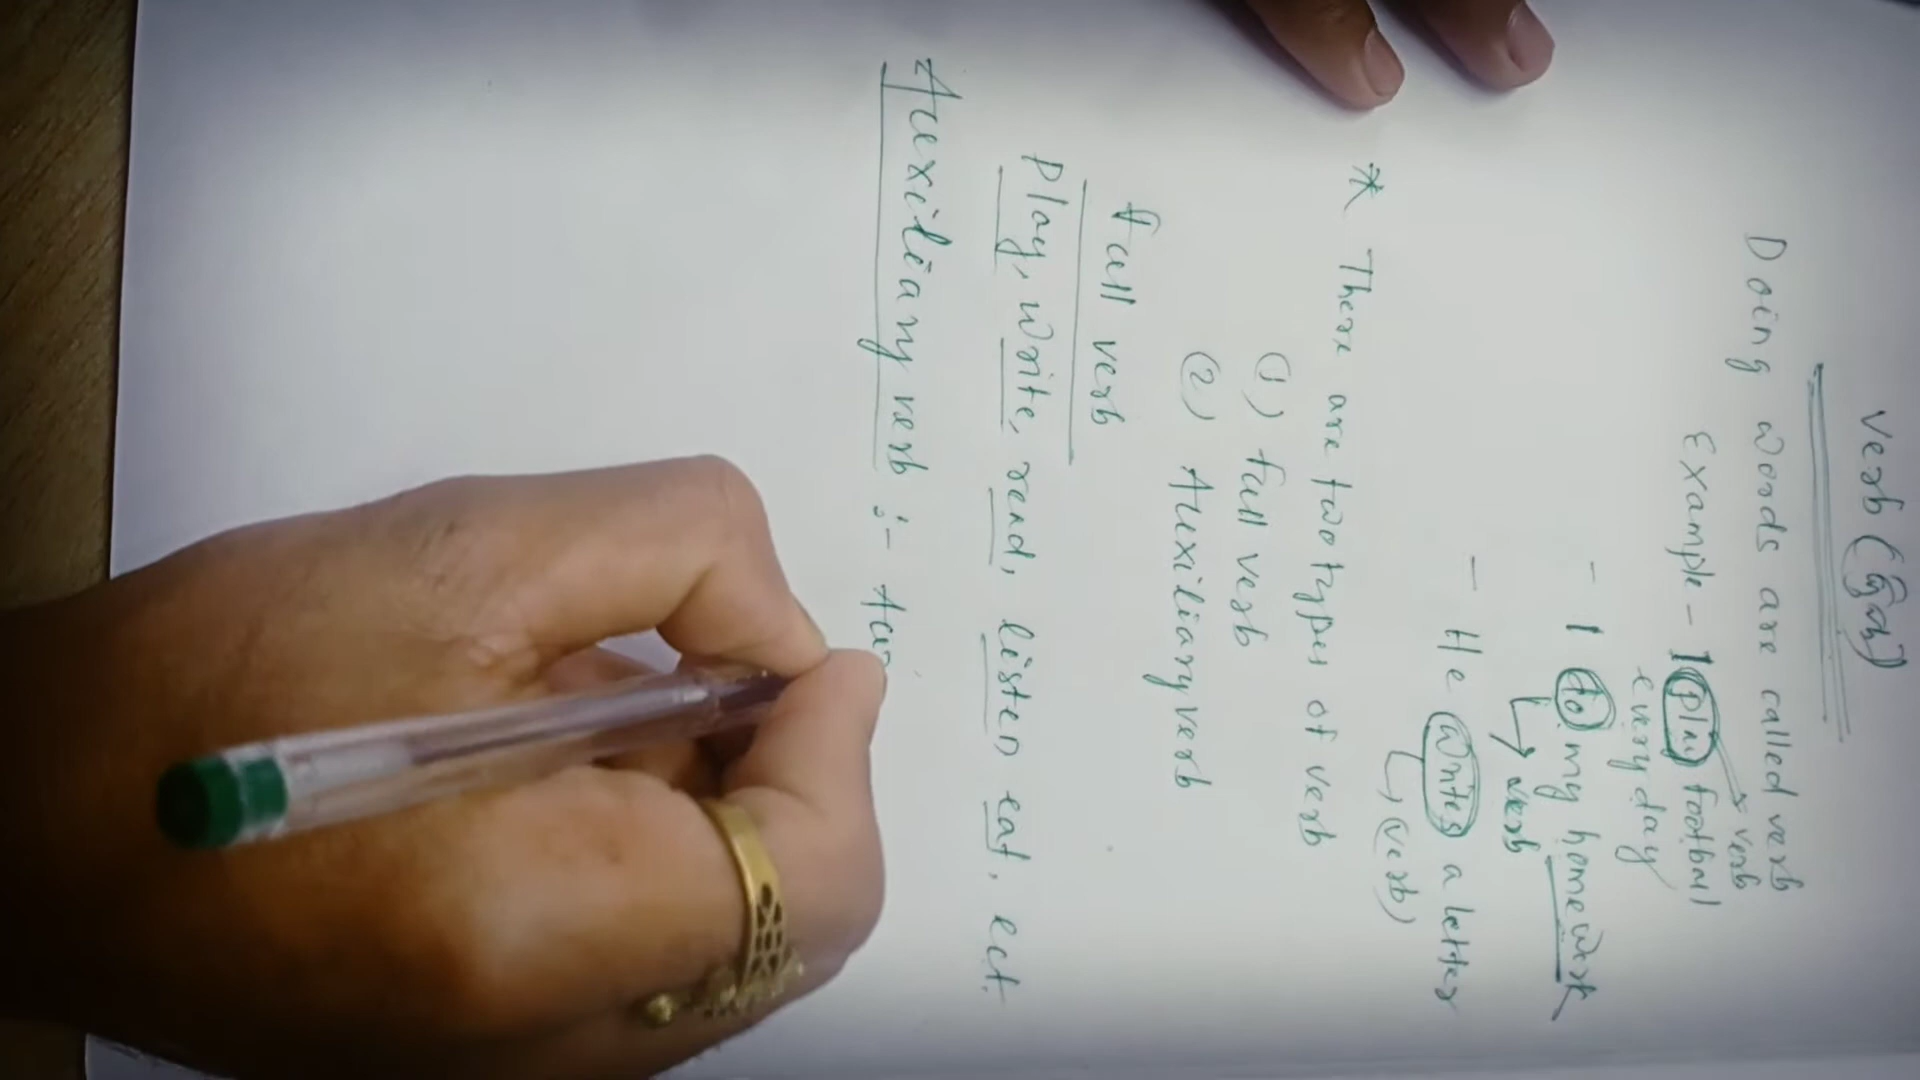 Verb (
Doing words are called verb
Example - I play football
→ verb
every day
- I do my homework
→ verb
- He writes a letter
→ (verb)
* There are two types of verb
(1) full verb
(2) Auxiliary verb
full verb
Play, write, read, listen eat, ect.
Auxiliary verb :- Aux